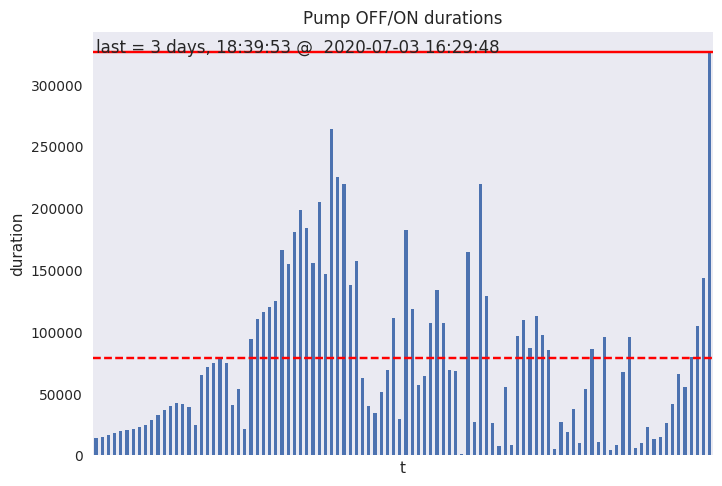 Pump OFF/ON durations
last = 3 days, 18:39:53 @  2020-07-03 16:29:48
300000
250000
200000
150000
100000
50000
0
duration
t